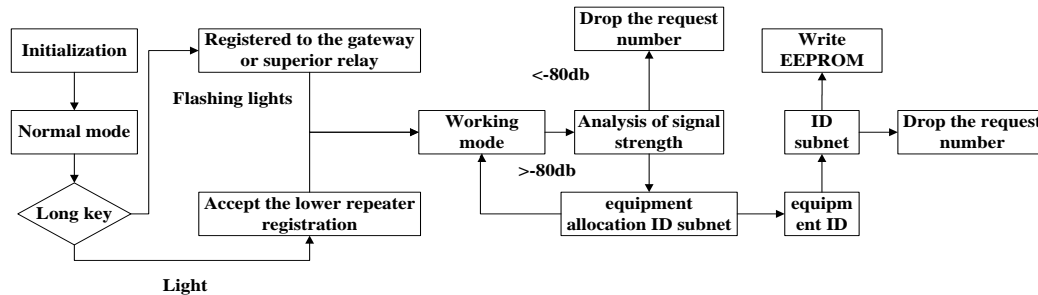 Initialization
Normal mode
Long key
Light
Registered to the gateway
or superior relay
Flashing lights
Accept the lower repeater
registration
Working
mode
Drop the request
number
<-80db
Analysis of signal
strength
>-80db
equipment
allocation ID subnet
Write
EEPROM
ID
subnet
equipm
ent ID
Drop the request
number